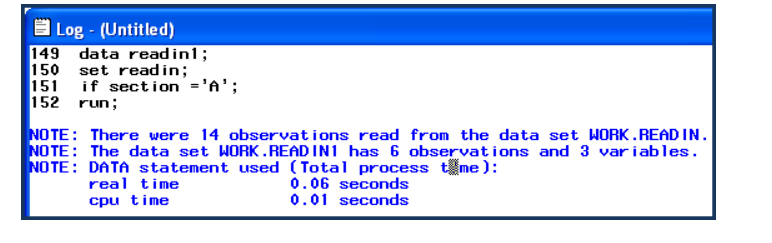 Log - (Untitled)
149 data readin1;
150 set readin;
151 if section ='A';
152 run;
NOTE: There were 14 observations read from the data set WORK.READIN.
NOTE: The data set WORK.READIN1 has 6 observations and 3 variables.
NOTE: DATA statement used (Total process time):
real time 0.06 seconds
cpu time 0.01 seconds